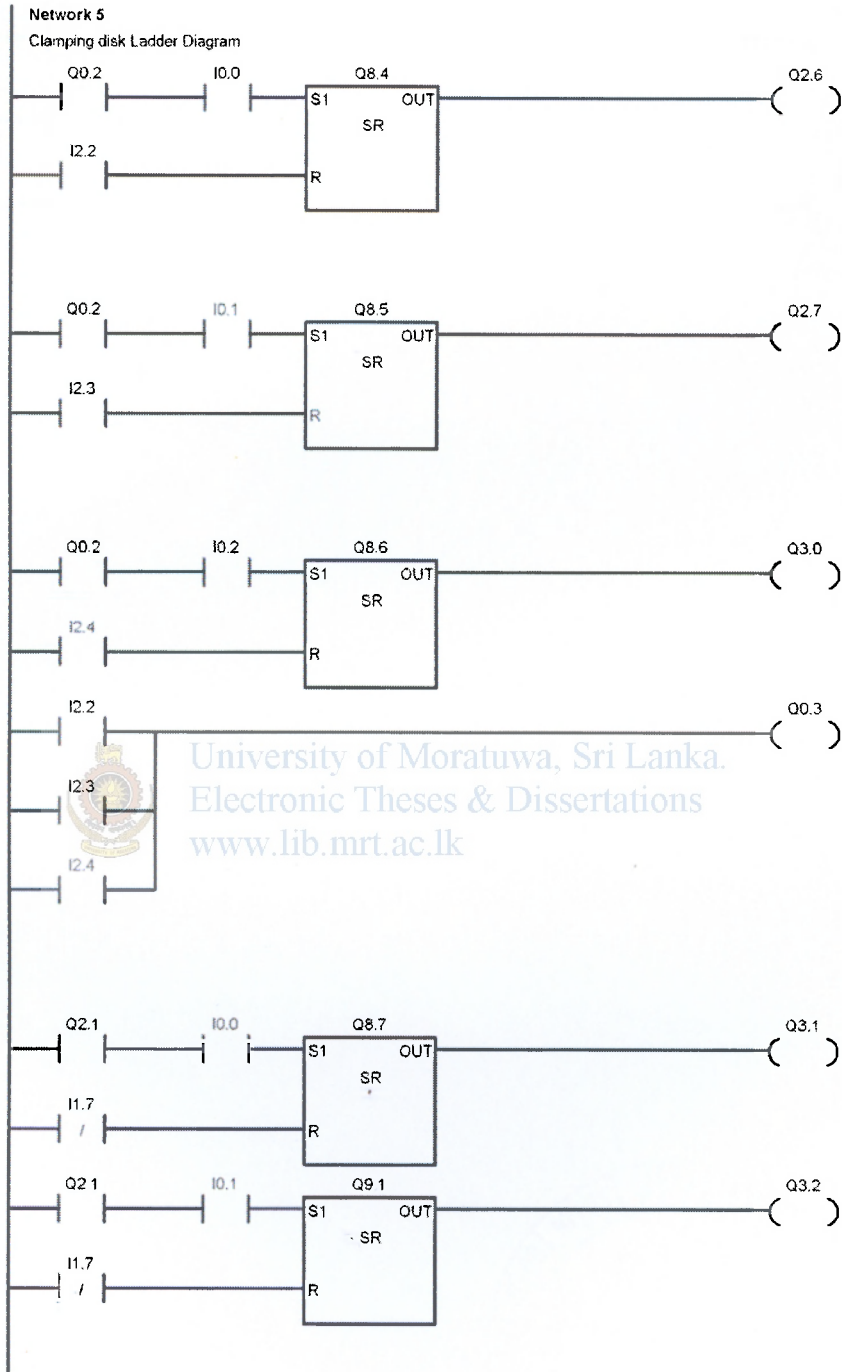 Network 5
Clamping disk Ladder Diagram
Q0.2 I0.0 Q8.4 Q2.6
S1 OUT
SR
I2.2
R
Q0.2 I0.1 Q8.5 Q2.7
S1 OUT
SR
I2.3
R
Q0.2 I0.2 Q8.6 Q3.0
S1 OUT
SR
I2.4
R
I2.2 Q0.3
University of Moratuwa, Sri Lanka.
I2.3
Electronic Theses & Dissertations
www.lib.mrt.ac.lk
I2.4
Q2.1 I0.0 Q8.7 Q3.1
S1 OUT
SR
I1.7
/ R
Q2.1 I0.1 Q9.1 Q3.2
S1 OUT
SR
I1.7
/ R